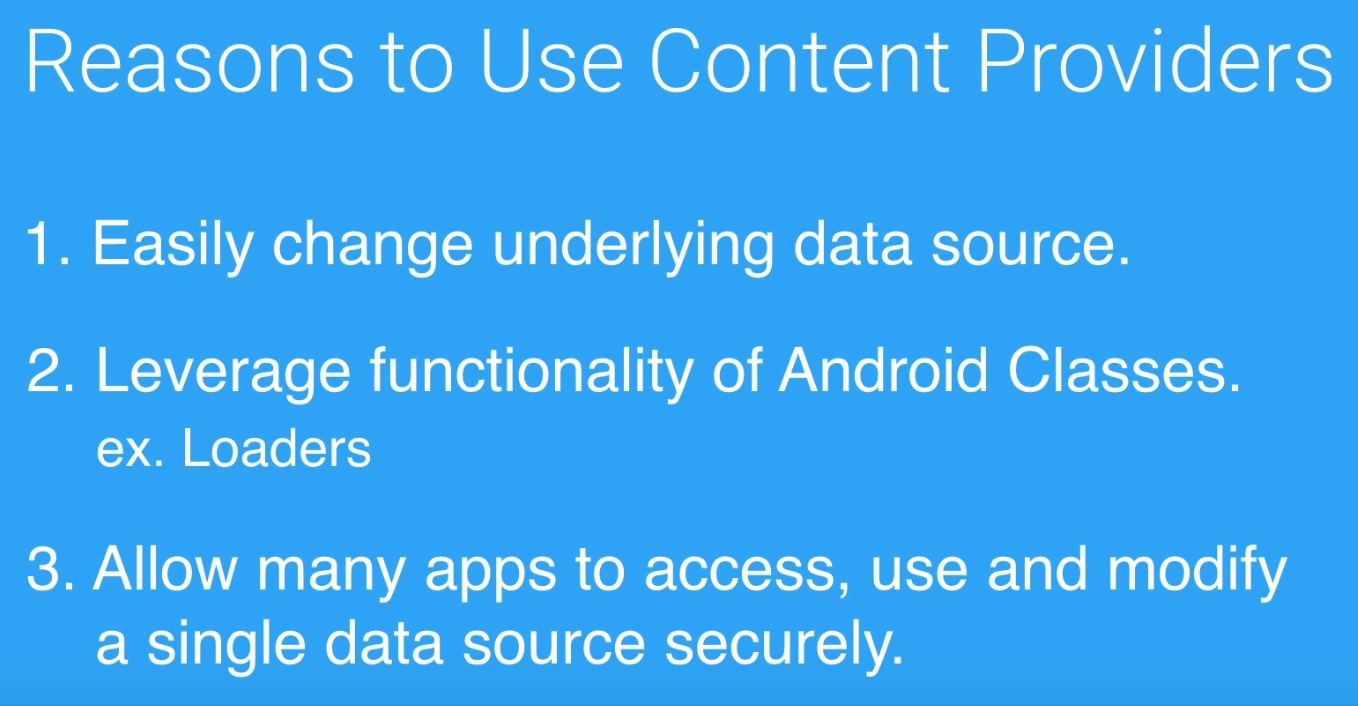 Reasons to Use Content Providers
1. Easily change underlying data source.
2. Leverage functionality of Android Classes.
ex. Loaders
3. Allow many apps to access, use and modify
a single data source securely.